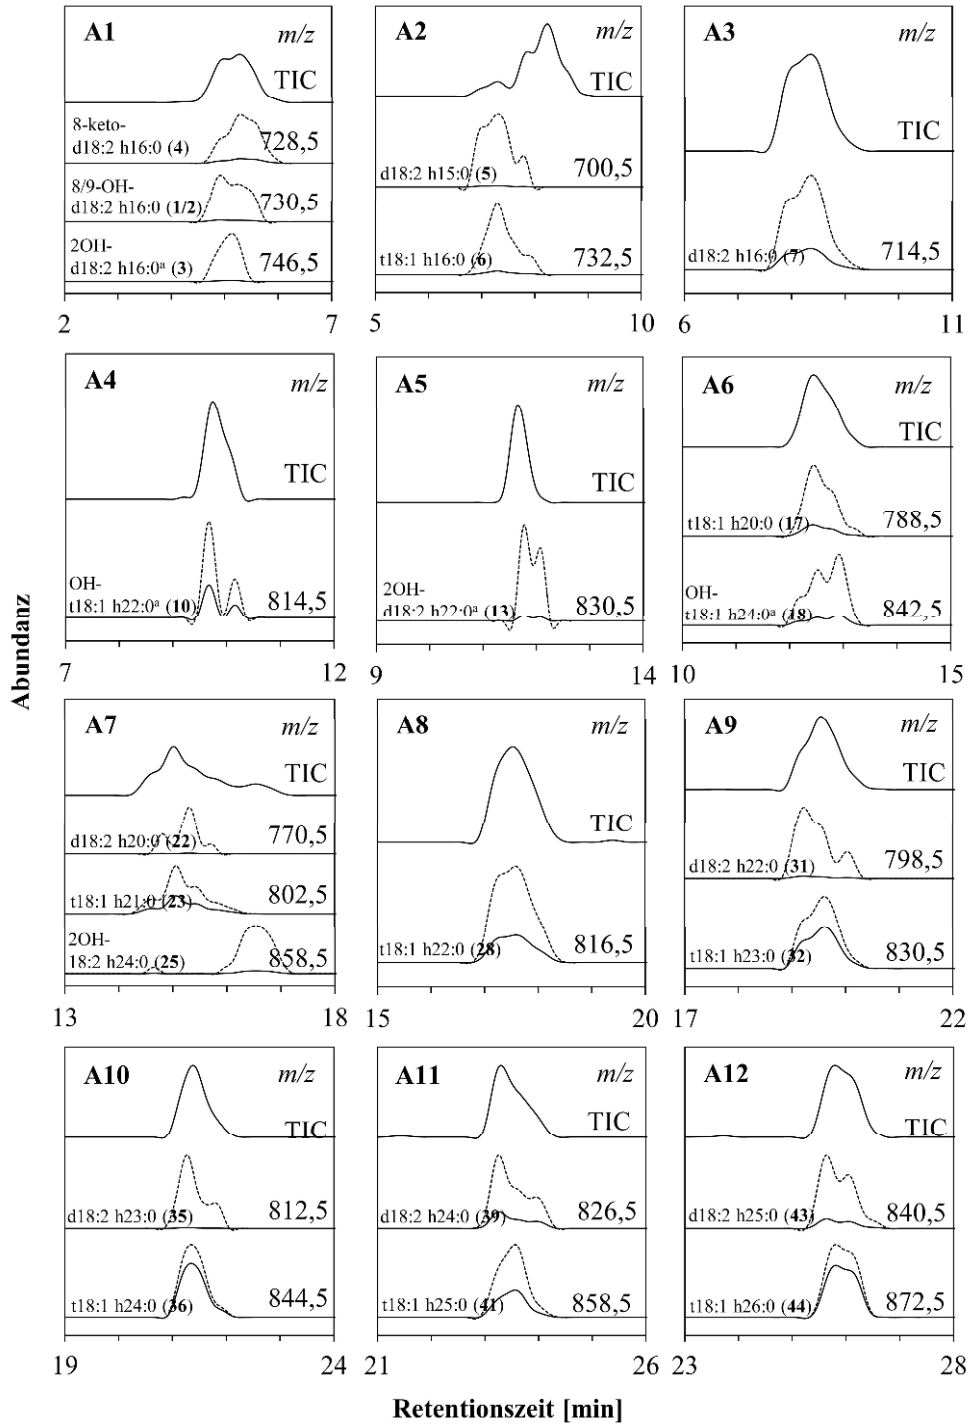 A1 m/z
TIC
8-keto-
d18:2 h16:0 (4) 728,5
8/9-OH-
d18:2 h16:0 (1/2) 730,5
2OH-
d18:2 h16:0ᵃ (3) 746,5
2 7
A2 m/z
TIC
d18:2 h15:0 (5) 700,5
t18:1 h16:0 (6) 732,5
5 10
A3 m/z
TIC
d18:2 h16:0 (7) 714,5
6 11
A4 m/z
TIC
OH-
t18:1 h22:0ᵃ (10) 814,5
7 12
A5 m/z
TIC
2OH-
d18:2 h22:0ᵃ (13) 830,5
9 14
A6 m/z
TIC
t18:1 h20:0 (17) 788,5
OH-
t18:1 h24:0ᵃ (18) 842,5
10 15
A7 m/z
TIC
d18:2 h20:0 (22) 770,5
t18:1 h21:0 (23) 802,5
2OH-
18:2 h24:0 (25) 858,5
13 18
A8 m/z
TIC
t18:1 h22:0 (28) 816,5
15 20
A9 m/z
TIC
d18:2 h22:0 (31) 798,5
t18:1 h23:0 (32) 830,5
17 22
A10 m/z
TIC
d18:2 h23:0 (35) 812,5
t18:1 h24:0 (36) 844,5
19 24
A11 m/z
TIC
d18:2 h24:0 (39) 826,5
t18:1 h25:0 (41) 858,5
21 26
A12 m/z
TIC
d18:2 h25:0 (43) 840,5
t18:1 h26:0 (44) 872,5
23 28
Abundanz
Retentionszeit [min]